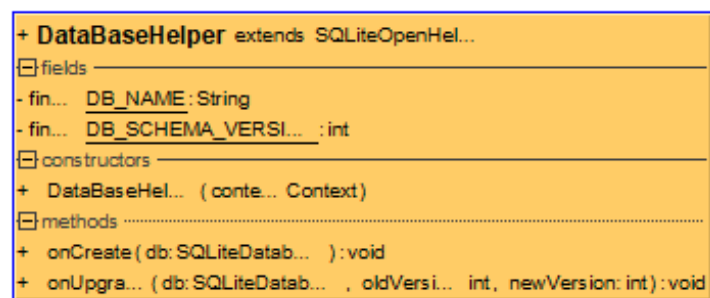 + DataBaseHelper extends SQLiteOpenHel...
fields
- fin... DB_NAME: String
- fin... DB_SCHEMA_VERSI... : int
constructors
+ DataBaseHel... (conte... Context)
methods
+ onCreate(db: SQLiteDatab... ): void
+ onUpgra... (db: SQLiteDatab... , oldVersi... int, newVersion: int): void